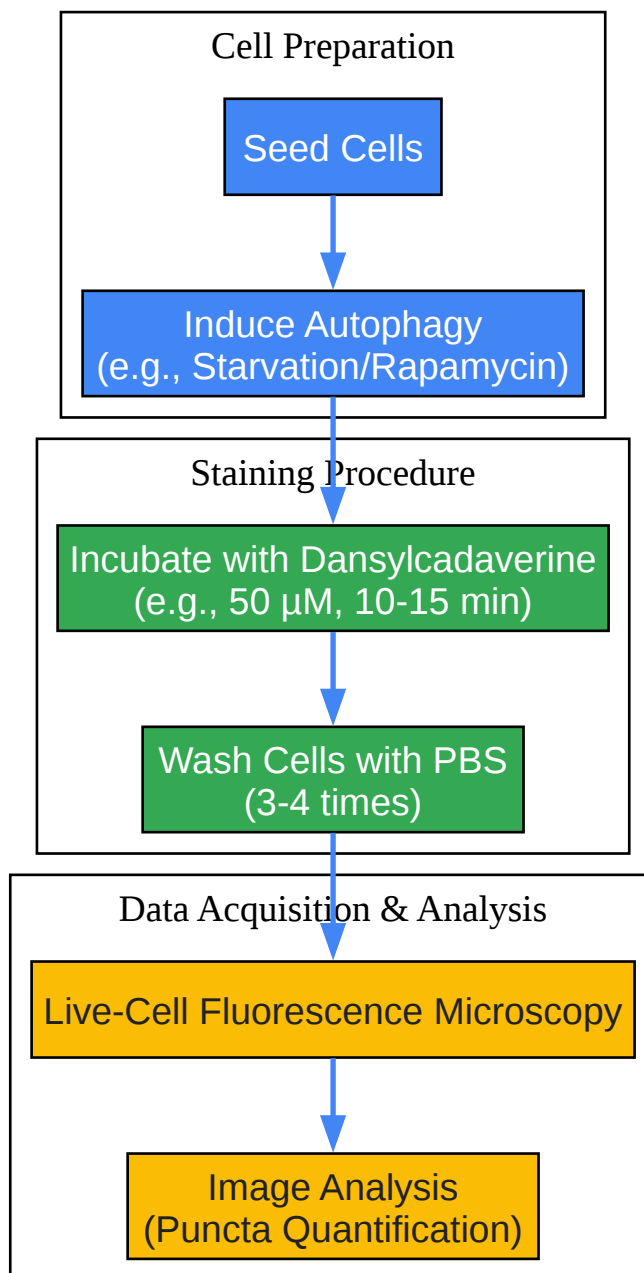 Cell Preparation
Seed Cells
Induce Autophagy
(e.g., Starvation/Rapamycin)
Staining Procedure
Incubate with Dansylcadaverine
(e.g., 50 µM, 10-15 min)
Wash Cells with PBS
(3-4 times)
Data Acquisition & Analysis
Live-Cell Fluorescence Microscopy
Image Analysis
(Puncta Quantification)